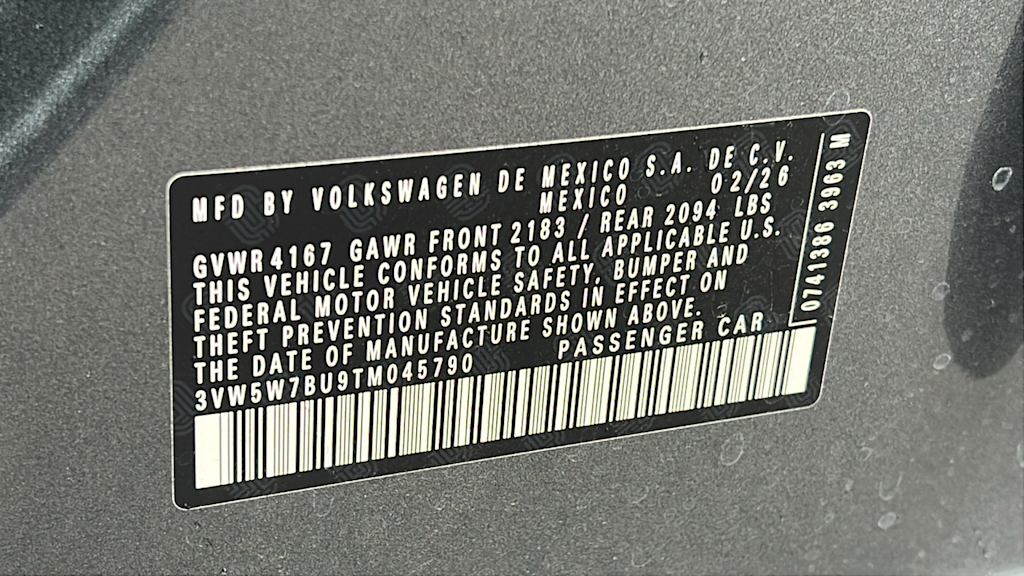 MFD BY VOLKSWAGEN DE MEXICO S.A. DE C.V.
MEXICO 02/26
GVWR 4167 GAWR FRONT 2183 / REAR 2094 LBS
THIS VEHICLE CONFORMS TO ALL APPLICABLE U.S.
FEDERAL MOTOR VEHICLE SAFETY, BUMPER AND
THEFT PREVENTION STANDARDS IN EFFECT ON
THE DATE OF MANUFACTURE SHOWN ABOVE.
3VW5W7BU9TM045790 PASSENGER CAR
0741386 3963 M